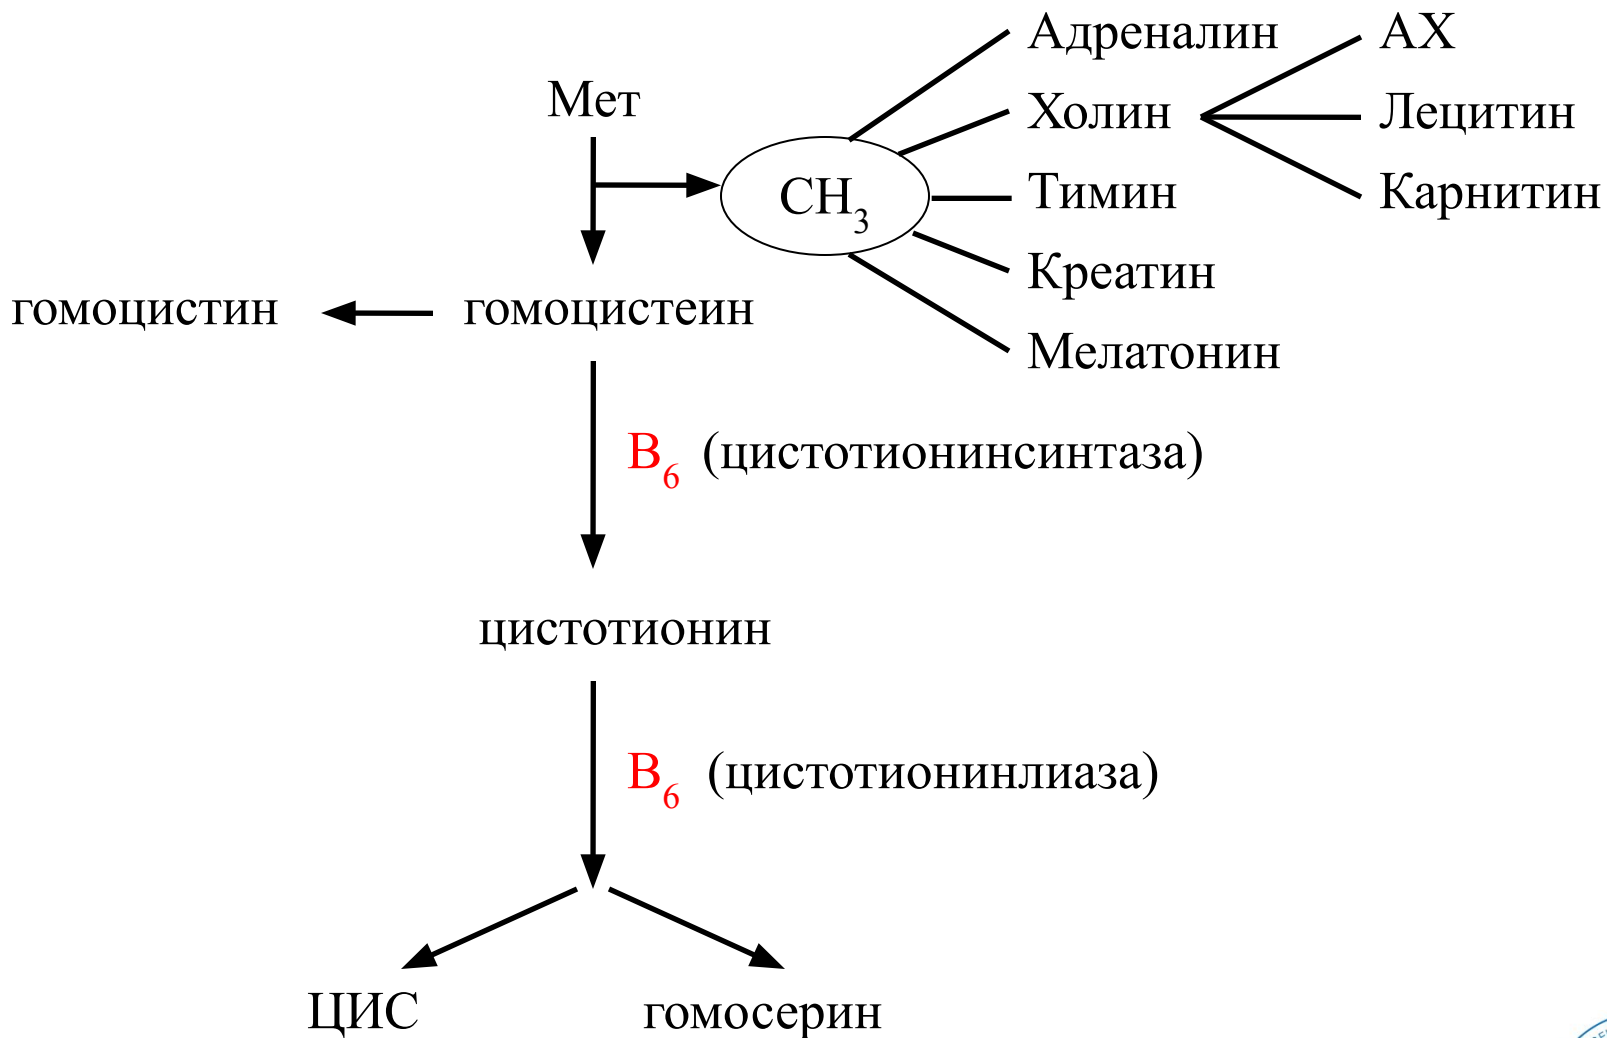 Адреналин
АХ
Мет
Холин
Лецитин
CH3
Тимин
Карнитин
Креатин
гомоцистин
гомоцистеин
Мелатонин
B6 (цистотионинсинтаза)
цистотионин
B6 (цистотионинлиаза)
ЦИС
гомосерин